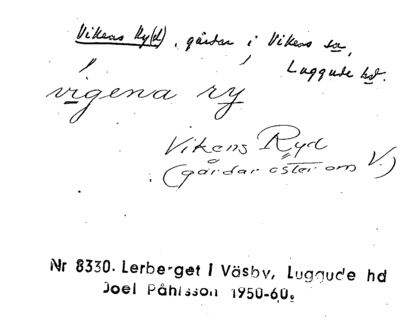 Vikens Ry(d), gårdar i Vikens sn,
Luggude hd.
vigena ry
Vikens Ryd
(gårdar öster om V.)
Nr 8330. Lerberget i Väsby, Luggude hd
Joel Påhlsson 1950-60.